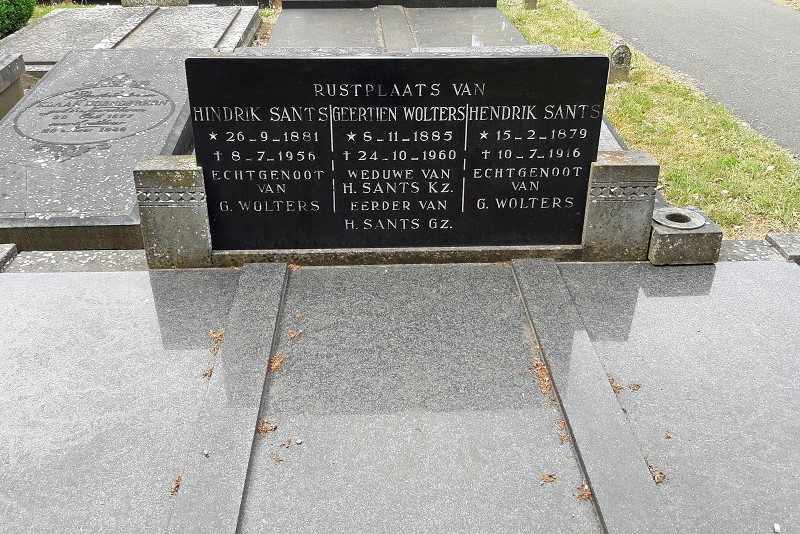 RUSTPLAATS VAN
HINDRIK SANTS
* 26-9-1881
† 8-7-1956
ECHTGENOOT
VAN
G. WOLTERS
GEERTIEN WOLTERS
* 8-11-1885
† 24-10-1960
WEDUWE VAN
H. SANTS KZ.
EERDER VAN
H. SANTS GZ.
HENDRIK SANTS
* 15-2-1879
† 10-7-1916
ECHTGENOOT
VAN
G. WOLTERS